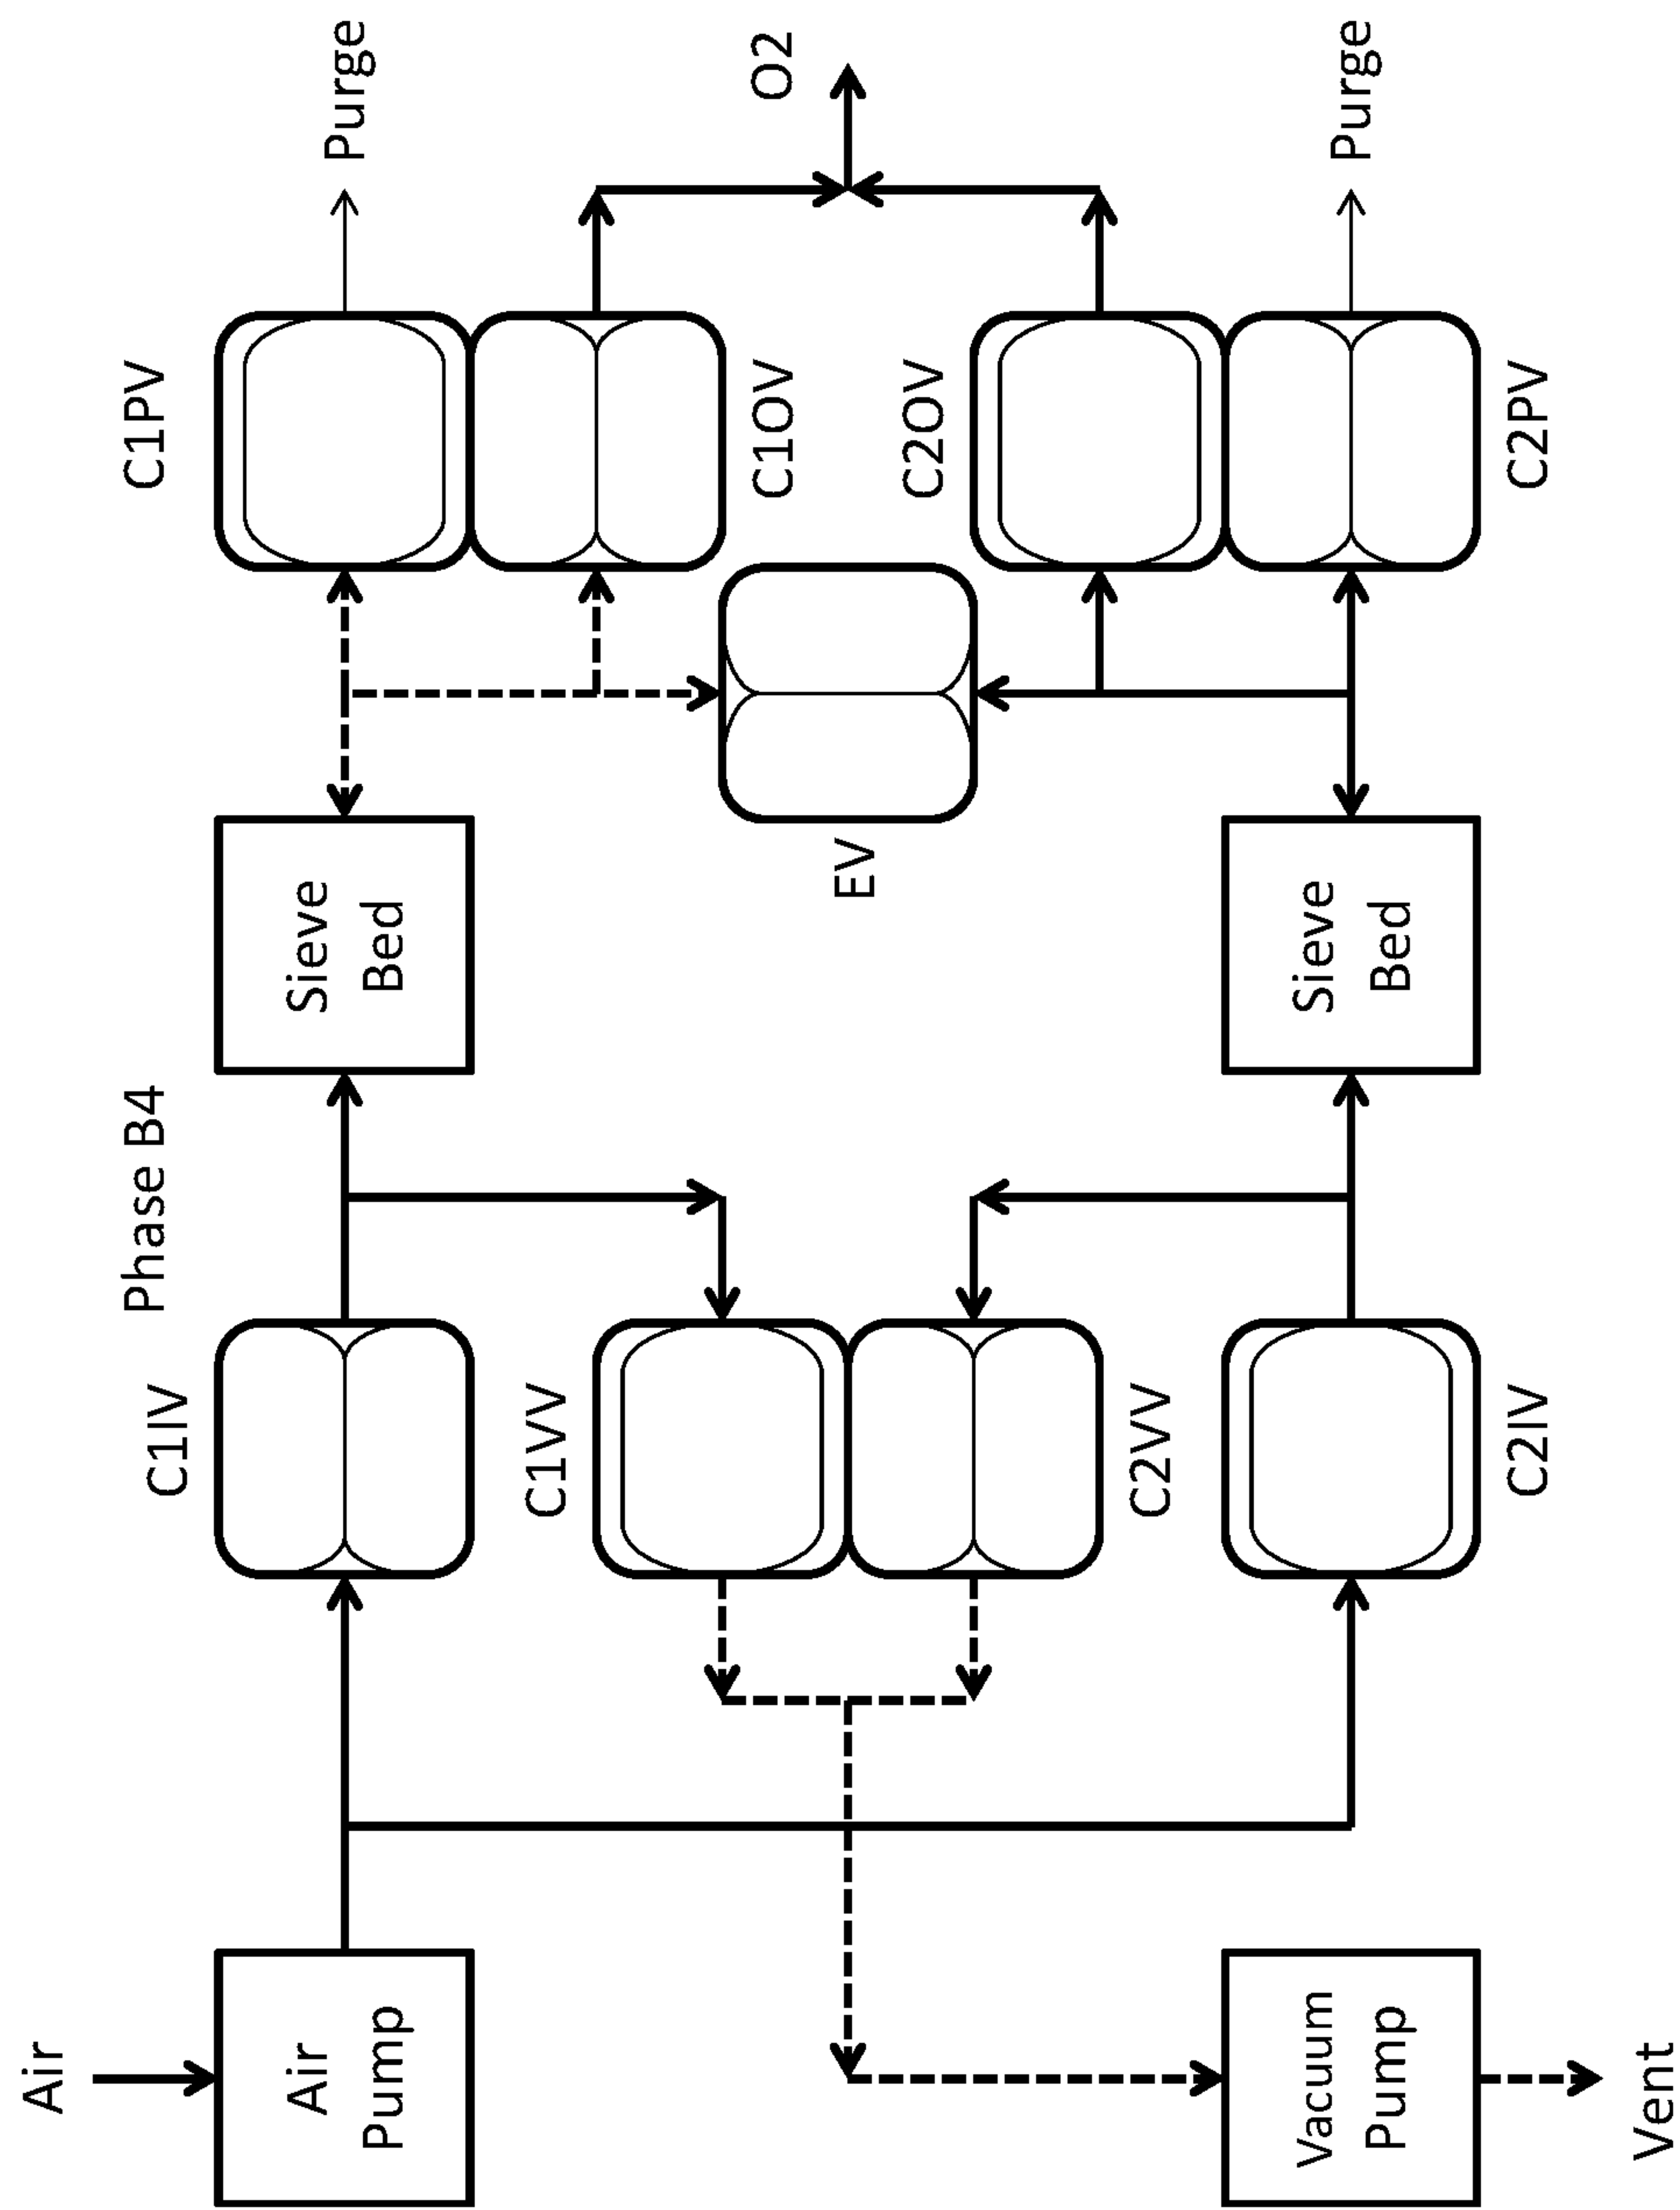 Air
C1IV
Phase B4
C1PV
Air
Pump
Sieve
Bed
Purge
C1VV
C1OV
O2
EV
C2OV
C2VV
Vacuum
Pump
Sieve
Bed
Purge
C2IV
C2PV
Vent